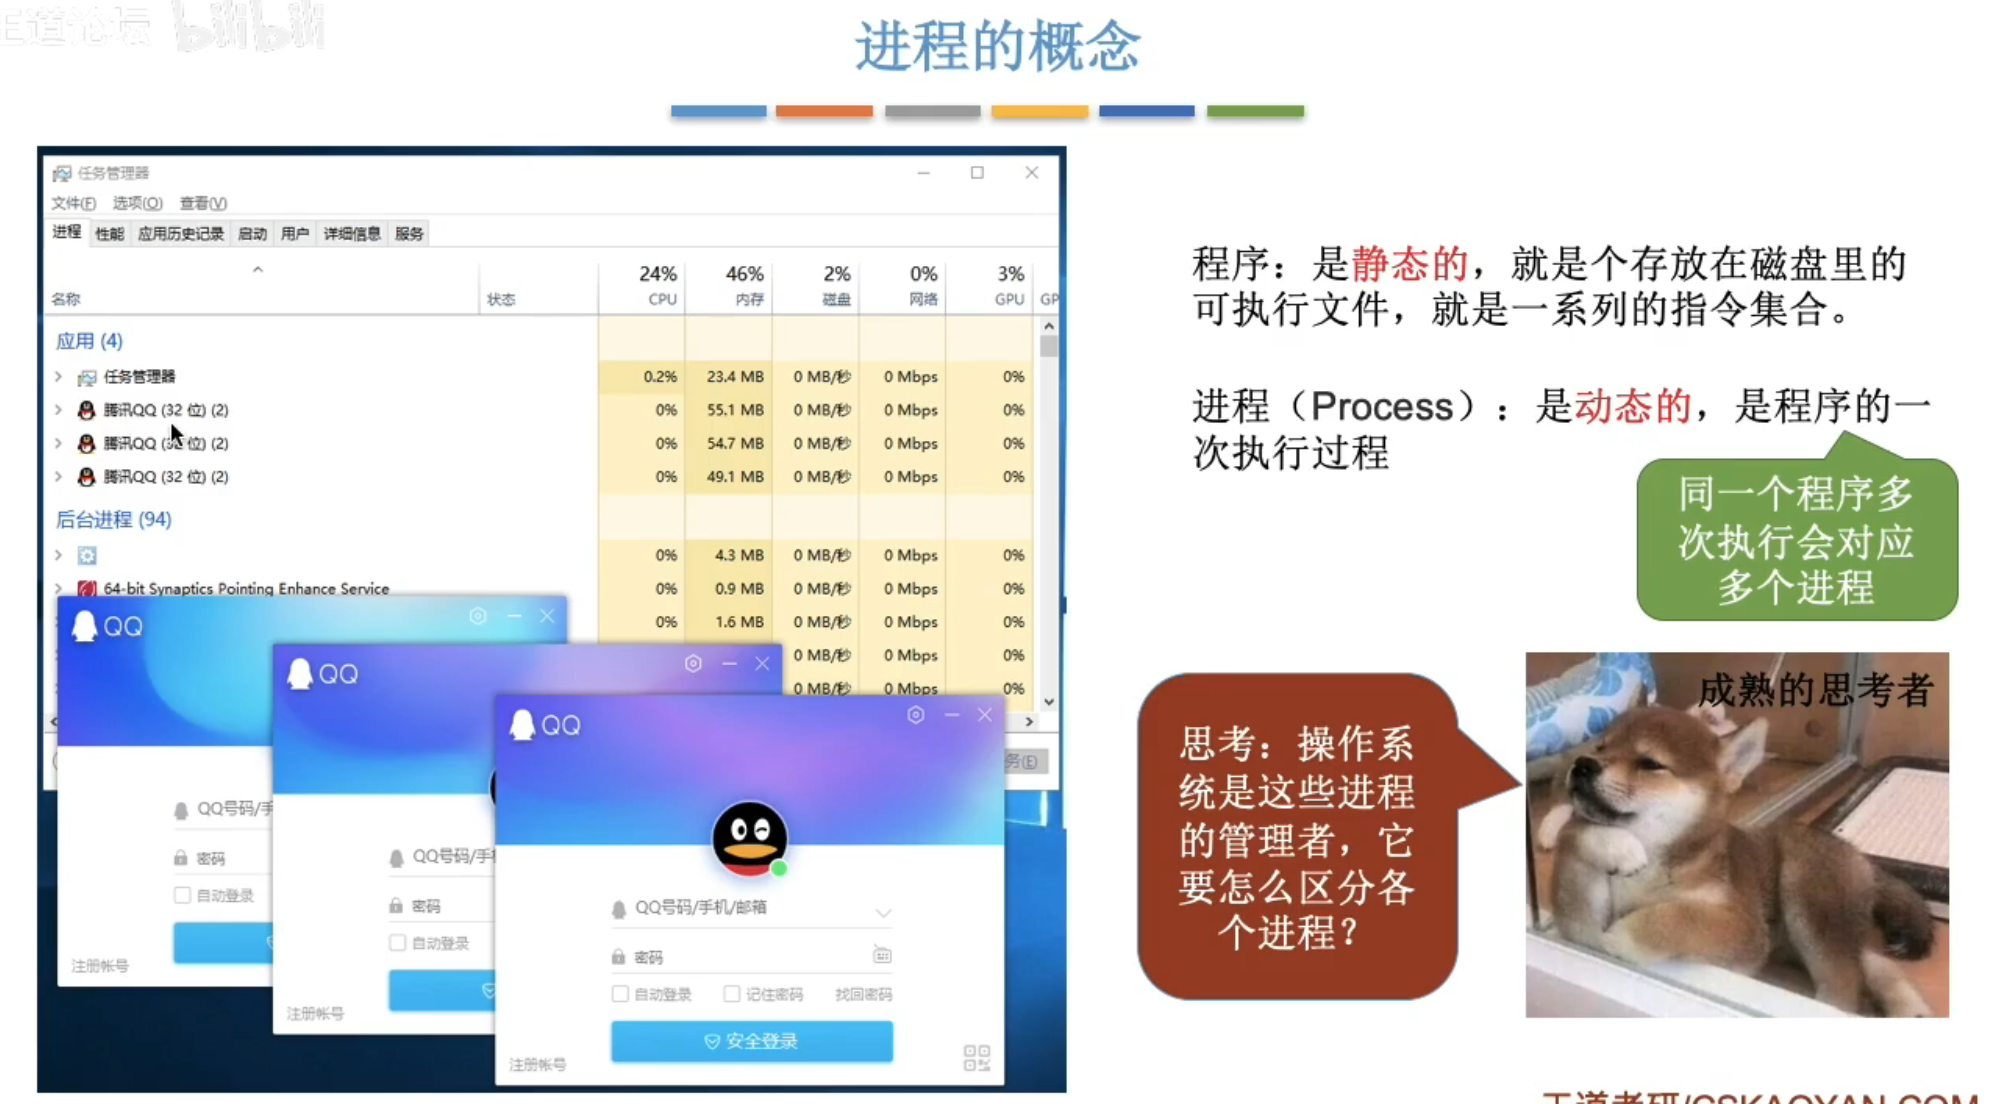 王道论坛 bilibili
进程的概念
任务管理器
文件(F) 选项(O) 查看(V)
进程 性能 应用历史记录 启动 用户 详细信息 服务
24% 46% 2% 0% 3%
名称 状态 CPU 内存 磁盘 网络 GPU GP
应用 (4)
任务管理器 0.2% 23.4 MB 0 MB/秒 0 Mbps 0%
腾讯QQ (32 位) (2) 0% 55.1 MB 0 MB/秒 0 Mbps 0%
腾讯QQ (32 位) (2) 0% 54.7 MB 0 MB/秒 0 Mbps 0%
腾讯QQ (32 位) (2) 0% 49.1 MB 0 MB/秒 0 Mbps 0%
后台进程 (94)
0% 4.3 MB 0 MB/秒 0 Mbps 0%
64-bit Synaptics Pointing Enhance Service 0% 0.9 MB 0 MB/秒 0 Mbps 0%
0% 1.6 MB 0 MB/秒 0 Mbps 0%
0 MB/秒 0 Mbps 0%
0 MB/秒 0 Mbps 0%
务(E)
QQ
QQ号码/手
密码
自动登录
注册帐号
QQ
QQ号码/手机
密码
自动登录
注册帐号
QQ
QQ号码/手机/邮箱
密码
自动登录 记住密码 找回密码
安全登录
注册帐号
程序：是静态的，就是个存放在磁盘里的
可执行文件，就是一系列的指令集合。
进程（Process）：是动态的，是程序的一
次执行过程
同一个程序多
次执行会对应
多个进程
思考：操作系
统是这些进程
的管理者，它
要怎么区分各
个进程？
成熟的思考者
王道考研/CSKAOYAN.COM